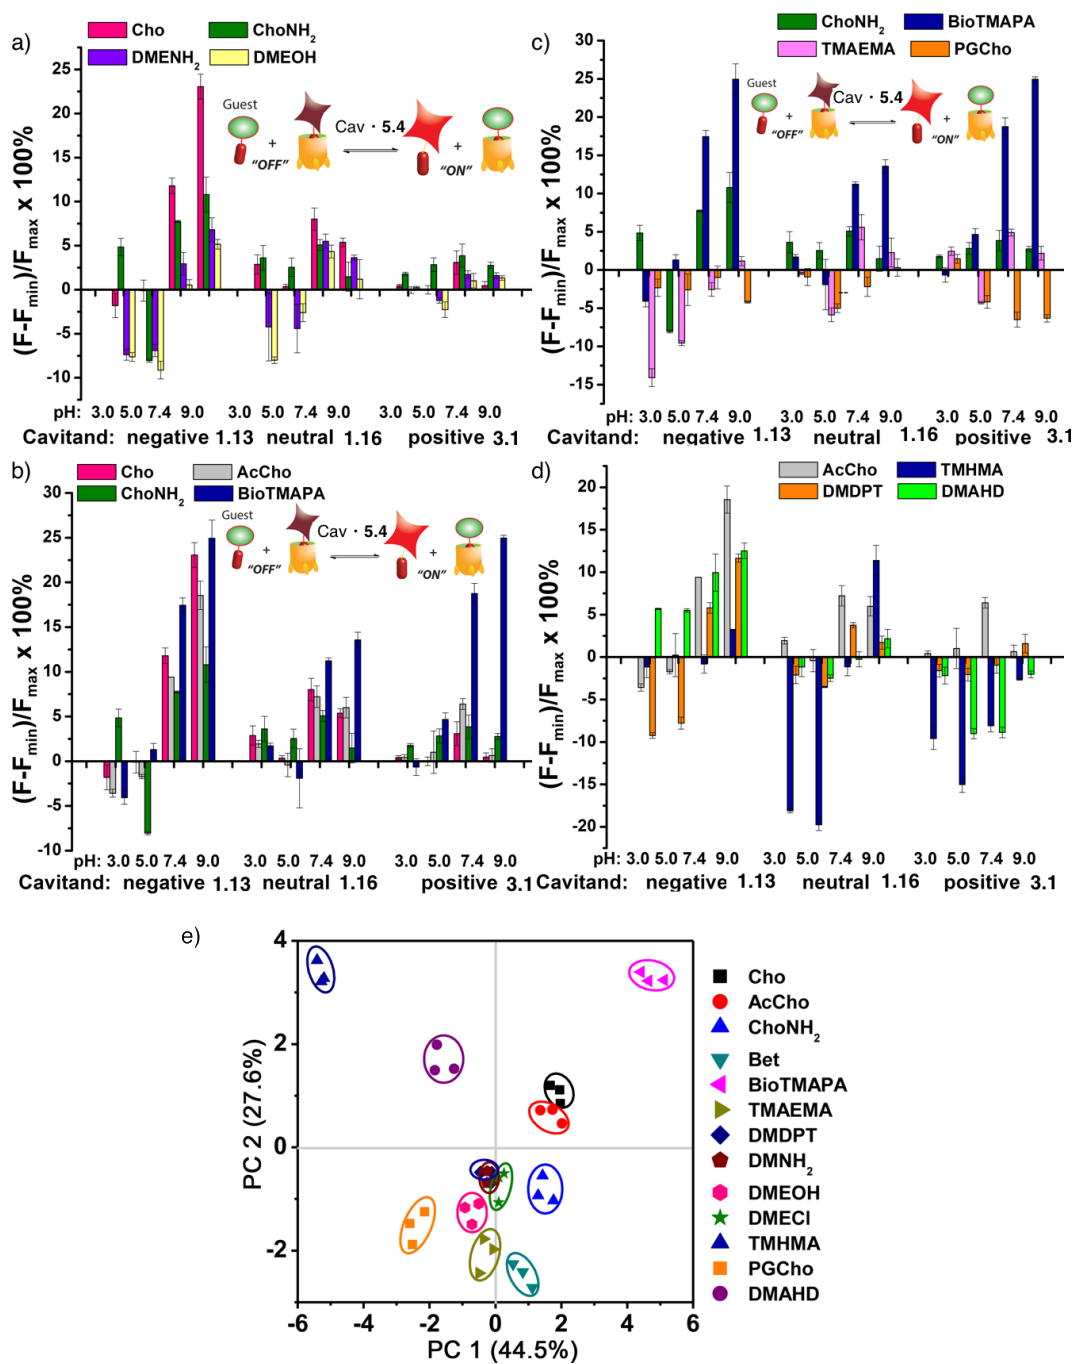 a)
Cho
ChoNH2
DMENH2
DMEOH
(F-Fmin)/Fmax x 100%
25
20
15
10
5
0
-5
-10
Guest
+
"OFF"
Cav · 5.4
+
"ON"
pH: 3.0 5.0 7.4 9.0 3.0 5.0 7.4 9.0 3.0 5.0 7.4 9.0
Cavitand: negative 1.13 neutral 1.16 positive 3.1
c)
ChoNH2
BioTMAPA
TMAEMA
PGCho
(F-Fmin)/Fmax x 100%
25
20
15
10
5
0
-5
-10
-15
Guest
+
"OFF"
Cav · 5.4
+
"ON"
pH: 3.0 5.0 7.4 9.0 3.0 5.0 7.4 9.0 3.0 5.0 7.4 9.0
Cavitand: negative 1.13 neutral 1.16 positive 3.1
b)
Cho
AcCho
ChoNH2
BioTMAPA
(F-Fmin)/Fmax x 100%
30
25
20
15
10
5
0
-5
-10
Guest
+
"OFF"
Cav · 5.4
+
"ON"
pH: 3.0 5.0 7.4 9.0 3.0 5.0 7.4 9.0 3.0 5.0 7.4 9.0
Cavitand: negative 1.13 neutral 1.16 positive 3.1
d)
AcCho
TMHMA
DMDPT
DMAHD
(F-Fmin)/Fmax x 100%
20
15
10
5
0
-5
-10
-15
-20
pH: 3.0 5.0 7.4 9.0 3.0 5.0 7.4 9.0 3.0 5.0 7.4 9.0
Cavitand: negative 1.13 neutral 1.16 positive 3.1
e)
PC 2 (27.6%)
4
2
0
-2
-6 -4 -2 0 2 4 6
PC 1 (44.5%)
Cho
AcCho
ChoNH2
Bet
BioTMAPA
TMAEMA
DMDPT
DMNH2
DMEOH
DMECl
TMHMA
PGCho
DMAHD